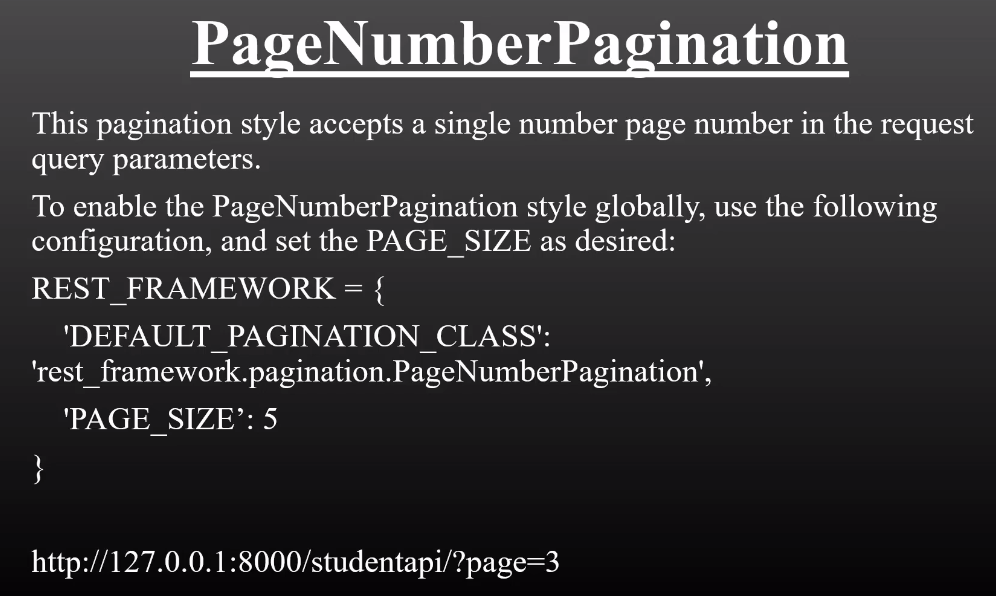 PageNumberPagination
This pagination style accepts a single number page number in the request
query parameters.
To enable the PageNumberPagination style globally, use the following
configuration, and set the PAGE_SIZE as desired:
REST_FRAMEWORK = {
'DEFAULT_PAGINATION_CLASS':
'rest_framework.pagination.PageNumberPagination',
'PAGE_SIZE’: 5
}
http://127.0.0.1:8000/studentapi/?page=3